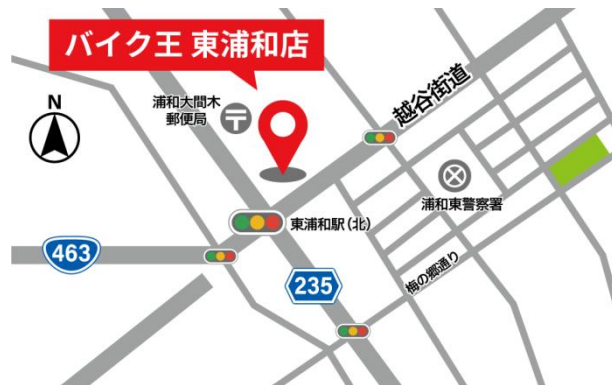 バイク王 東浦和店
N
浦和大間木
郵便局
越谷街道
浦和東警察署
東浦和駅(北)
463
235
梅の郷通り